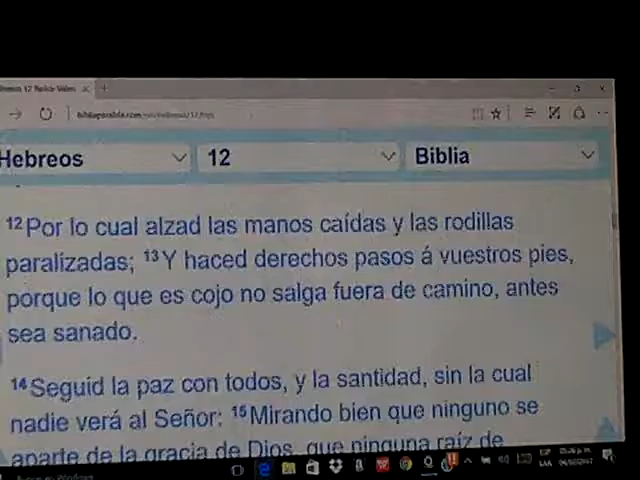 Hebreos
12
Biblia
12 Por lo cual alzad las manos caídas y las rodillas
paralizadas; 13 Y haced derechos pasos á vuestros pies,
porque lo que es cojo no salga fuera de camino, antes
sea sanado.
14 Seguid la paz con todos, y la santidad, sin la cual
nadie verá al Señor: 15 Mirando bien que ninguno se
aparte de la gracia de Dios, que ninguna raíz de